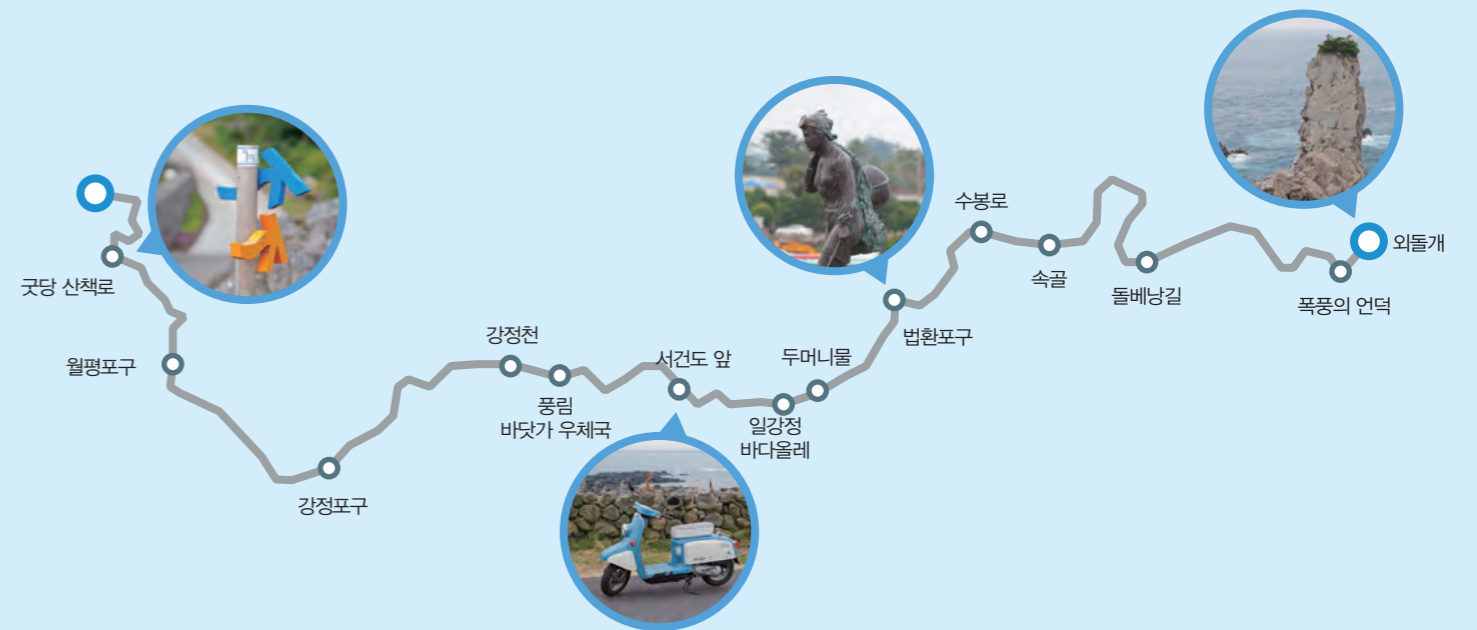 굿당 산책로
월평포구
강정포구
강정천
풍림
바닷가 우체국
서건도 앞
일강정
바다올레
두머니물
법환포구
수봉로
속골
돌베낭길
폭풍의 언덕
외돌개